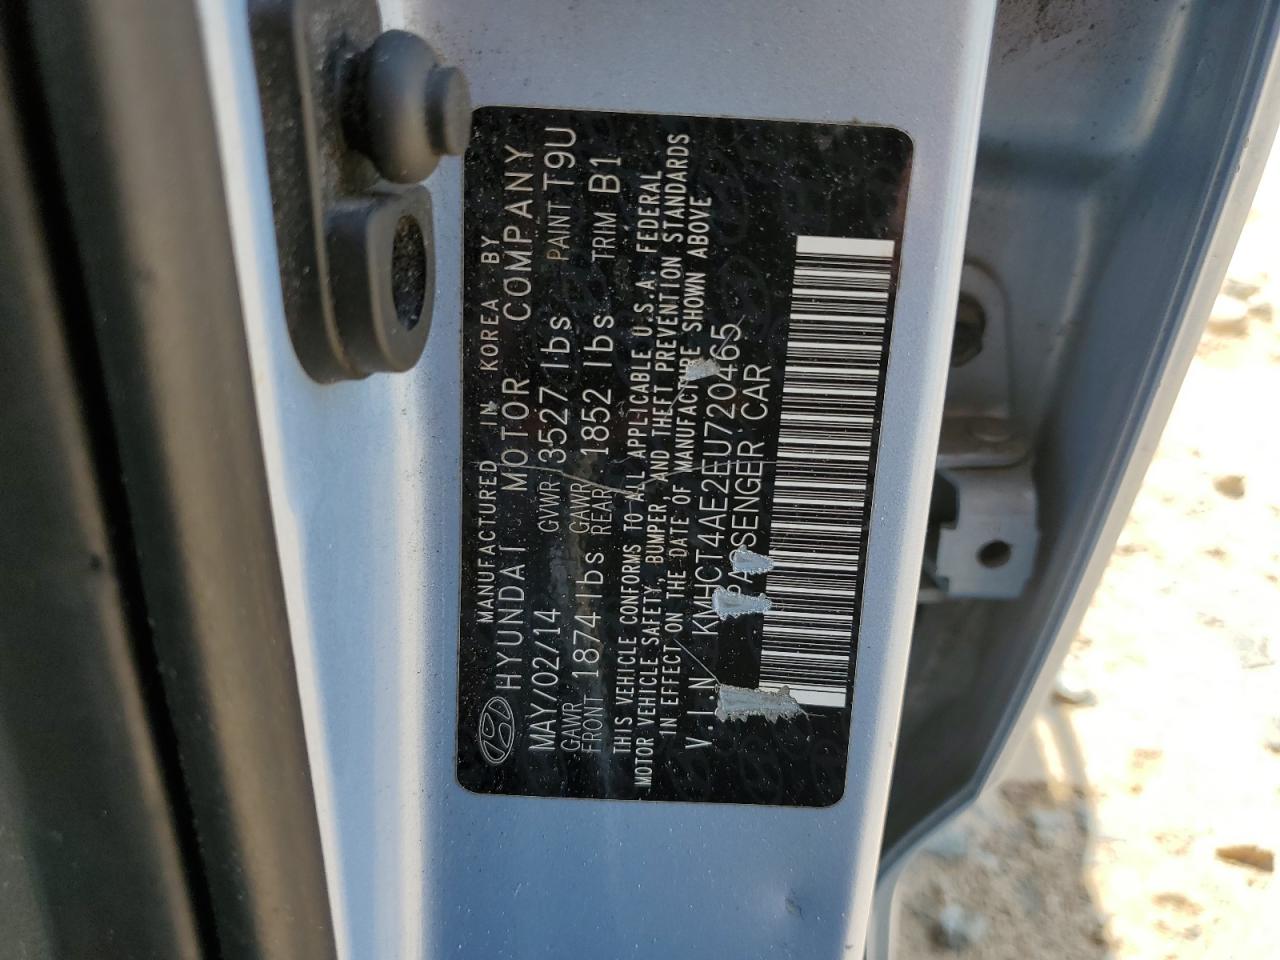 MANUFACTURED IN KOREA BY
HYUNDAI MOTOR COMPANY
MAY/02/14 GVWR 3527 lbs PAINT T9U
GAWR FRONT 1874 lbs GAWR REAR 1852 lbs TRIM B1
THIS VEHICLE CONFORMS TO ALL APPLICABLE U.S.A. FEDERAL
MOTOR VEHICLE SAFETY, BUMPER, AND THEFT PREVENTION STANDARDS
IN EFFECT ON THE DATE OF MANUFACTURE SHOWN ABOVE
V.I.N KMHCT4AE2EU720465
PASSENGER CAR